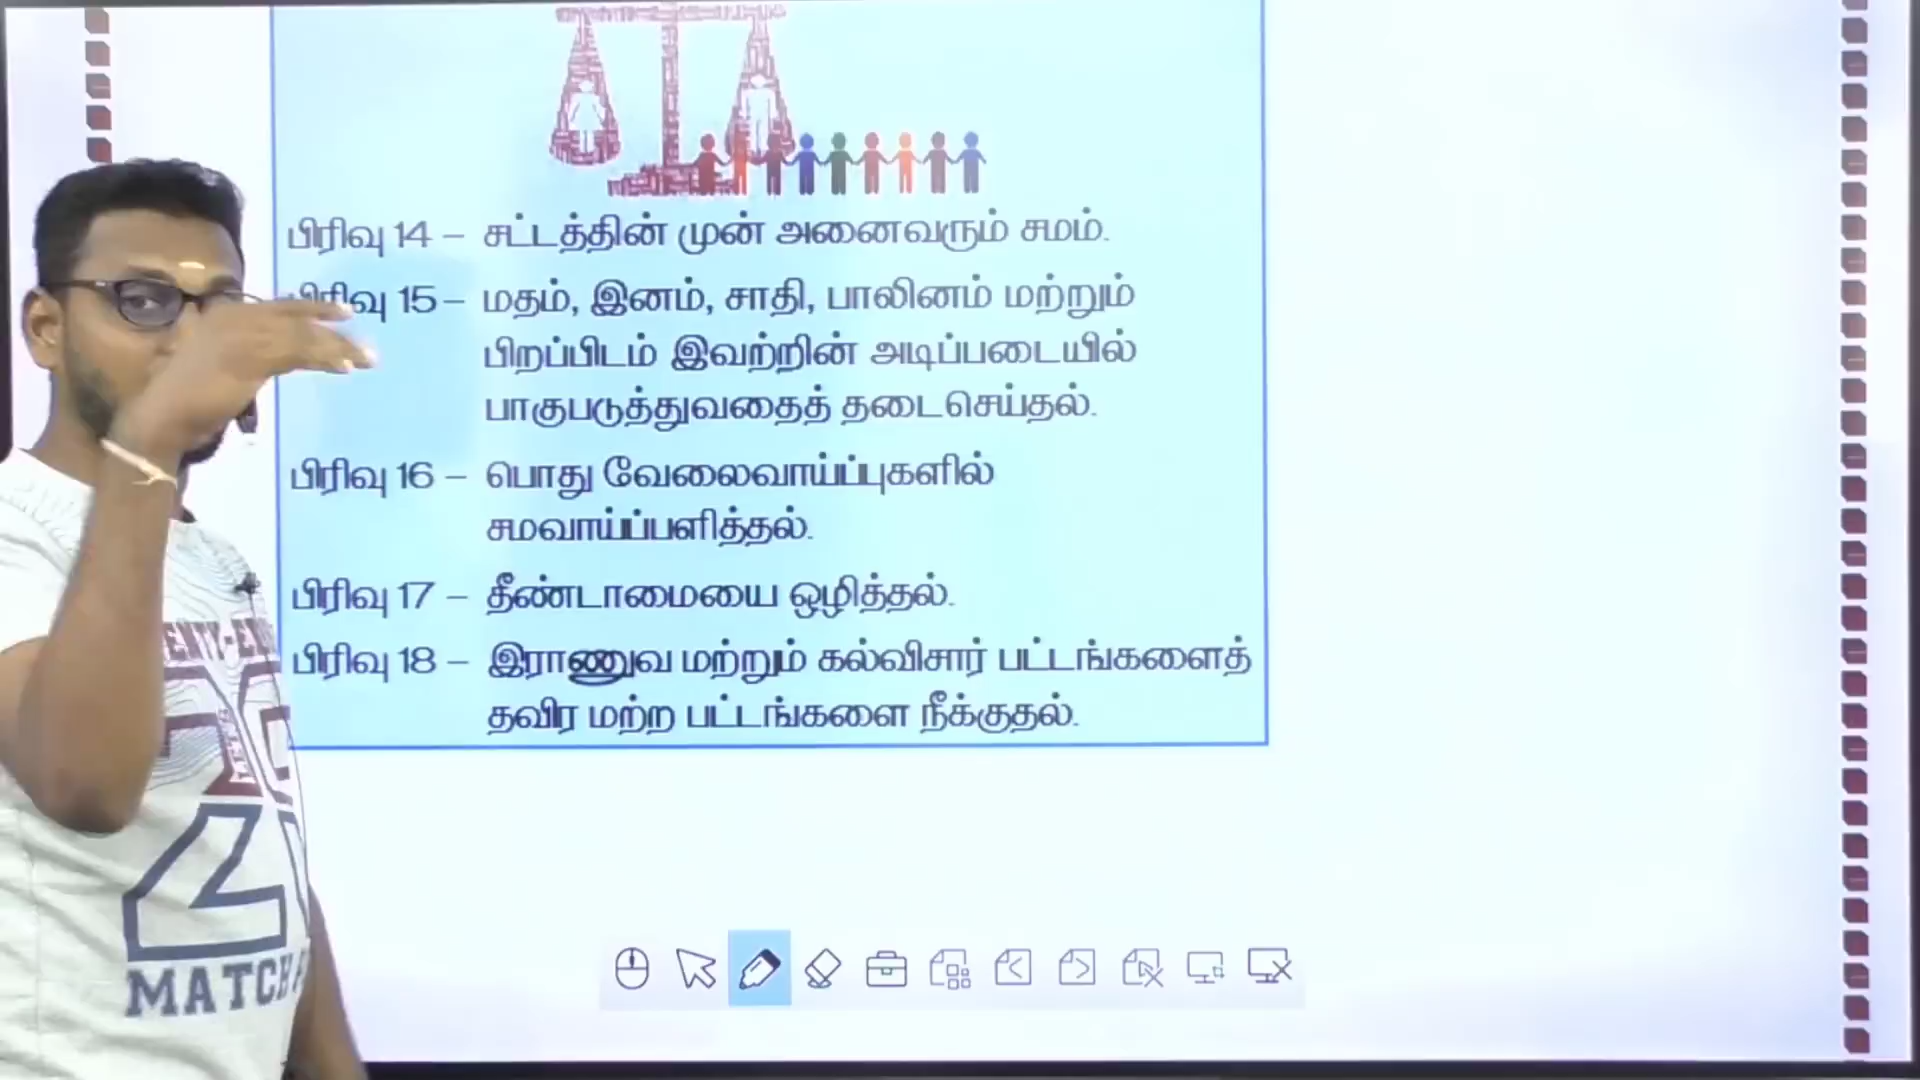 பிரிவு 14 – சட்டத்தின் முன் அனைவரும் சமம்.
பிரிவு 15 – மதம், இனம், சாதி, பாலினம் மற்றும்
பிறப்பிடம் இவற்றின் அடிப்படையில்
பாகுபடுத்துவதைத் தடைசெய்தல்.
பிரிவு 16 – பொது வேலைவாய்ப்புகளில்
சமவாய்ப்பளித்தல்.
பிரிவு 17 – தீண்டாமையை ஒழித்தல்.
பிரிவு 18 – இராணுவ மற்றும் கல்விசார் பட்டங்களைத்
தவிர மற்ற பட்டங்களை நீக்குதல்.
MATCH